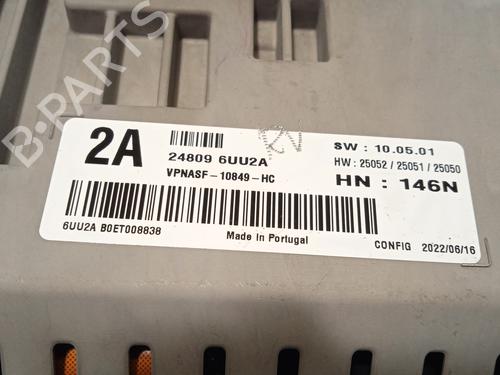 B-PARTS
2A
24809 6UU2A
VPNASF-10849-HC
SW : 10.05.01
HW : 25052 / 25051 / 25050
HN : 146N
6UU2A B0ET008838
Made in Portugal
CONFIG 2022/06/16